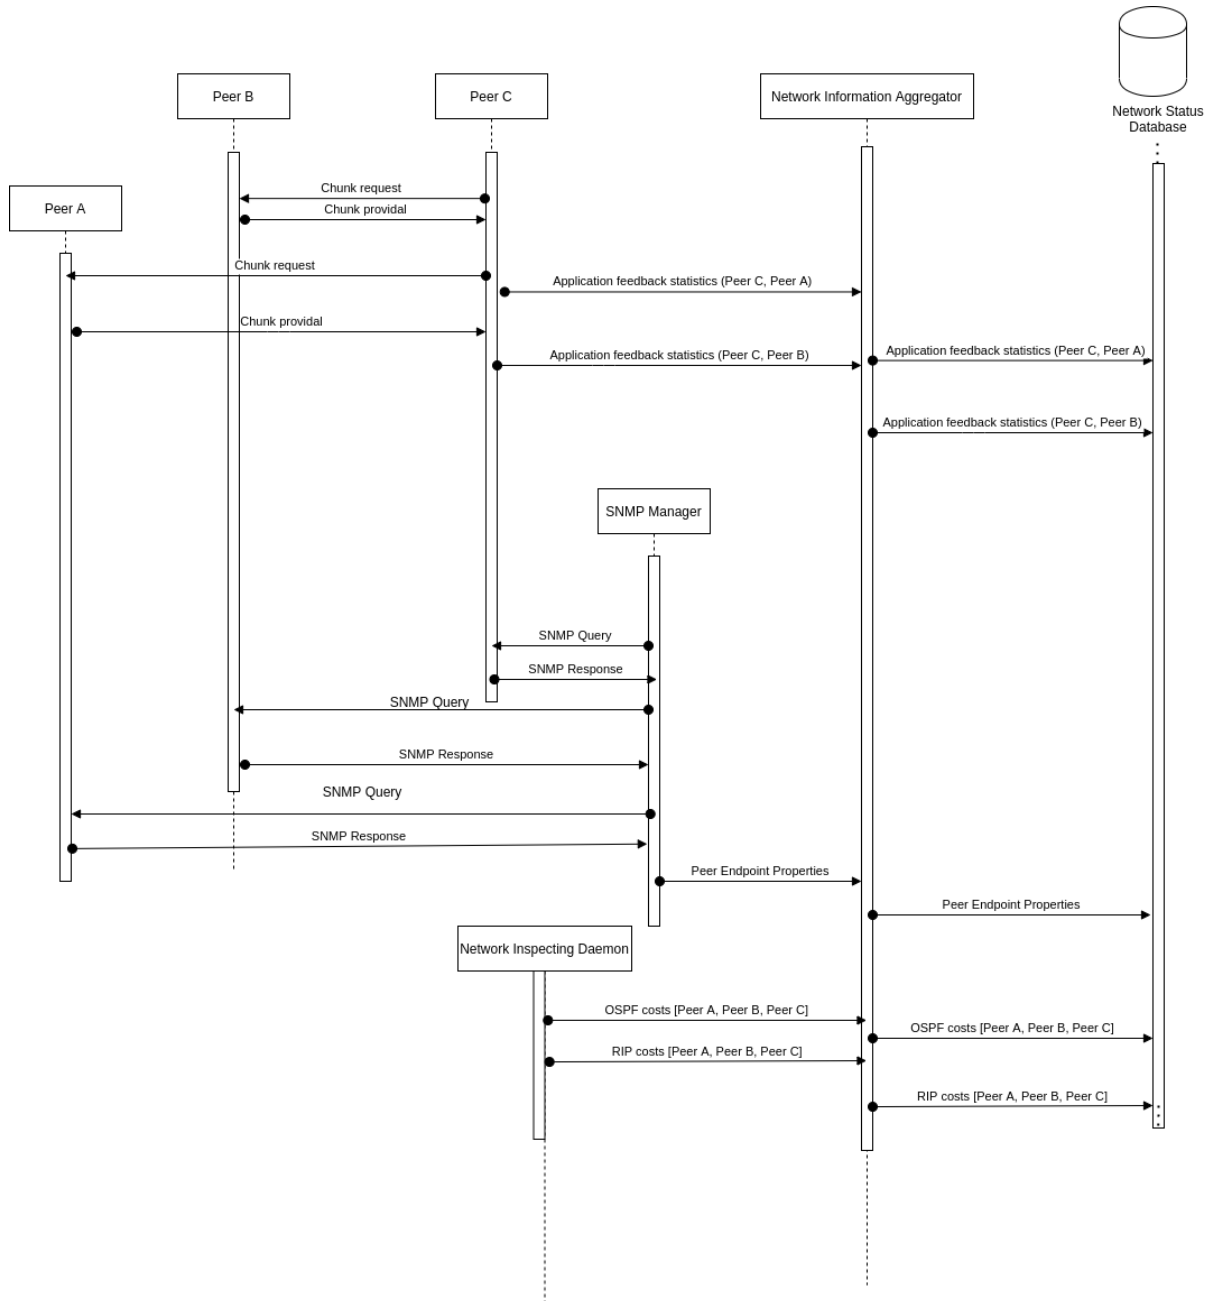 Network Status
Database
Peer B
Peer C
Network Information Aggregator
Chunk request
Peer A
Chunk providal
Chunk request
Application feedback statistics (Peer C, Peer A)
Chunk providal
Application feedback statistics (Peer C, Peer B)
Application feedback statistics (Peer C, Peer A)
Application feedback statistics (Peer C, Peer B)
SNMP Manager
SNMP Query
SNMP Response
SNMP Query
SNMP Response
SNMP Query
SNMP Response
Peer Endpoint Properties
Peer Endpoint Properties
Network Inspecting Daemon
OSPF costs [Peer A, Peer B, Peer C]
OSPF costs [Peer A, Peer B, Peer C]
RIP costs [Peer A, Peer B, Peer C]
RIP costs [Peer A, Peer B, Peer C]